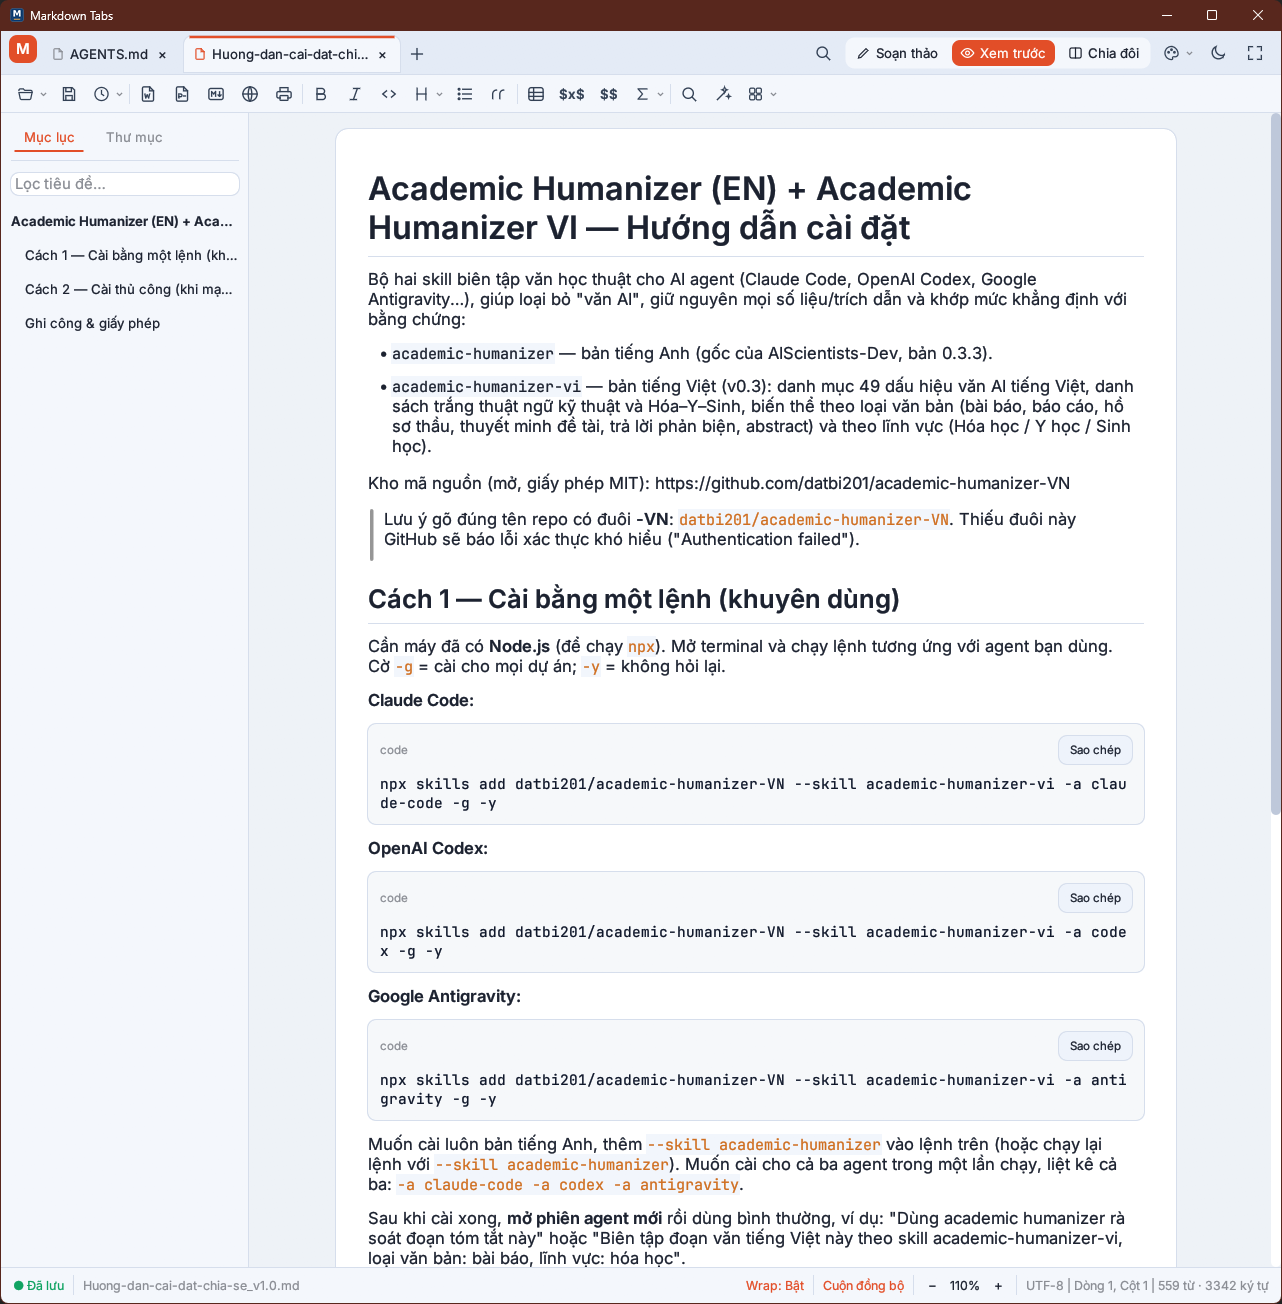 Markdown Tabs
M
AGENTS.md ×
Huong-dan-cai-dat-chi... ×
Soạn thảo
Xem trước
Chia đôi
B I <> H $x$ $$ Σ
Mục lục
Thư mục
Lọc tiêu đề...
Academic Humanizer (EN) + Aca...
Cách 1 — Cài bằng một lệnh (kh...
Cách 2 — Cài thủ công (khi mạ...
Ghi công & giấy phép
Academic Humanizer (EN) + Academic
Humanizer VI — Hướng dẫn cài đặt
Bộ hai skill biên tập văn học thuật cho AI agent (Claude Code, OpenAI Codex, Google
Antigravity...), giúp loại bỏ "văn AI", giữ nguyên mọi số liệu/trích dẫn và khớp mức khẳng định với
bằng chứng:
• academic-humanizer — bản tiếng Anh (gốc của AIScientists-Dev, bản 0.3.3).
• academic-humanizer-vi — bản tiếng Việt (v0.3): danh mục 49 dấu hiệu văn AI tiếng Việt, danh
sách trắng thuật ngữ kỹ thuật và Hóa–Y–Sinh, biến thể theo loại văn bản (bài báo, báo cáo, hồ
sơ thầu, thuyết minh đề tài, trả lời phản biện, abstract) và theo lĩnh vực (Hóa học / Y học / Sinh
học).
Kho mã nguồn (mở, giấy phép MIT): https://github.com/datbi201/academic-humanizer-VN
Lưu ý gõ đúng tên repo có đuôi -VN: datbi201/academic-humanizer-VN. Thiếu đuôi này
GitHub sẽ báo lỗi xác thực khó hiểu ("Authentication failed").
Cách 1 — Cài bằng một lệnh (khuyên dùng)
Cần máy đã có Node.js (để chạy npx). Mở terminal và chạy lệnh tương ứng với agent bạn dùng.
Cờ -g = cài cho mọi dự án; -y = không hỏi lại.
Claude Code:
code
Sao chép
npx skills add datbi201/academic-humanizer-VN --skill academic-humanizer-vi -a clau
de-code -g -y
OpenAI Codex:
code
Sao chép
npx skills add datbi201/academic-humanizer-VN --skill academic-humanizer-vi -a code
x -g -y
Google Antigravity:
code
Sao chép
npx skills add datbi201/academic-humanizer-VN --skill academic-humanizer-vi -a anti
gravity -g -y
Muốn cài luôn bản tiếng Anh, thêm --skill academic-humanizer vào lệnh trên (hoặc chạy lại
lệnh với --skill academic-humanizer). Muốn cài cho cả ba agent trong một lần chạy, liệt kê cả
ba: -a claude-code -a codex -a antigravity.
Sau khi cài xong, mở phiên agent mới rồi dùng bình thường, ví dụ: "Dùng academic humanizer rà
soát đoạn tóm tắt này" hoặc "Biên tập đoạn văn tiếng Việt này theo skill academic-humanizer-vi,
loại văn bản: bài báo, lĩnh vực: hóa học".
Đã lưu
Huong-dan-cai-dat-chia-se_v1.0.md
Wrap: Bật
Cuộn đồng bộ
− 110% +
UTF-8 | Dòng 1, Cột 1 | 559 từ · 3342 ký tự